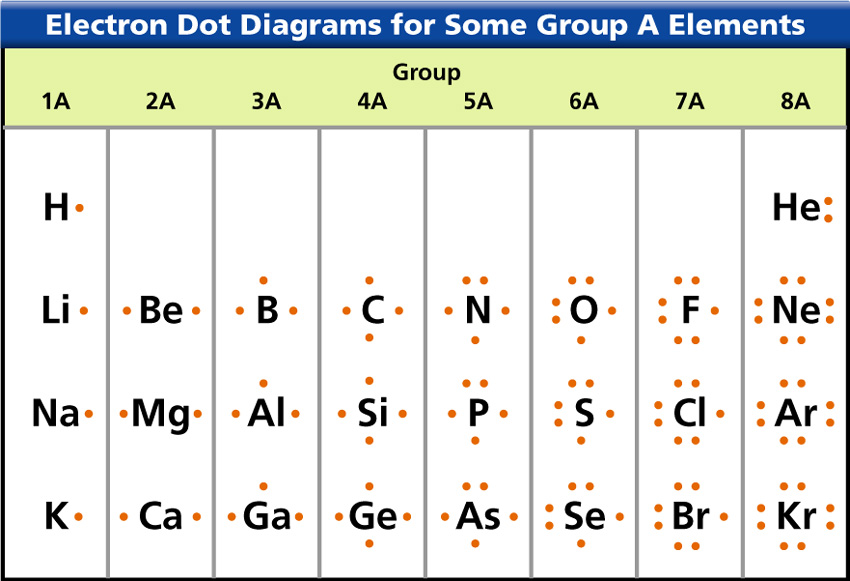 Electron Dot Diagrams for Some Group A Elements
Group
1A 2A 3A 4A 5A 6A 7A 8A
H He
Li Be B C N O F Ne
Na Mg Al Si P S Cl Ar
K Ca Ga Ge As Se Br Kr